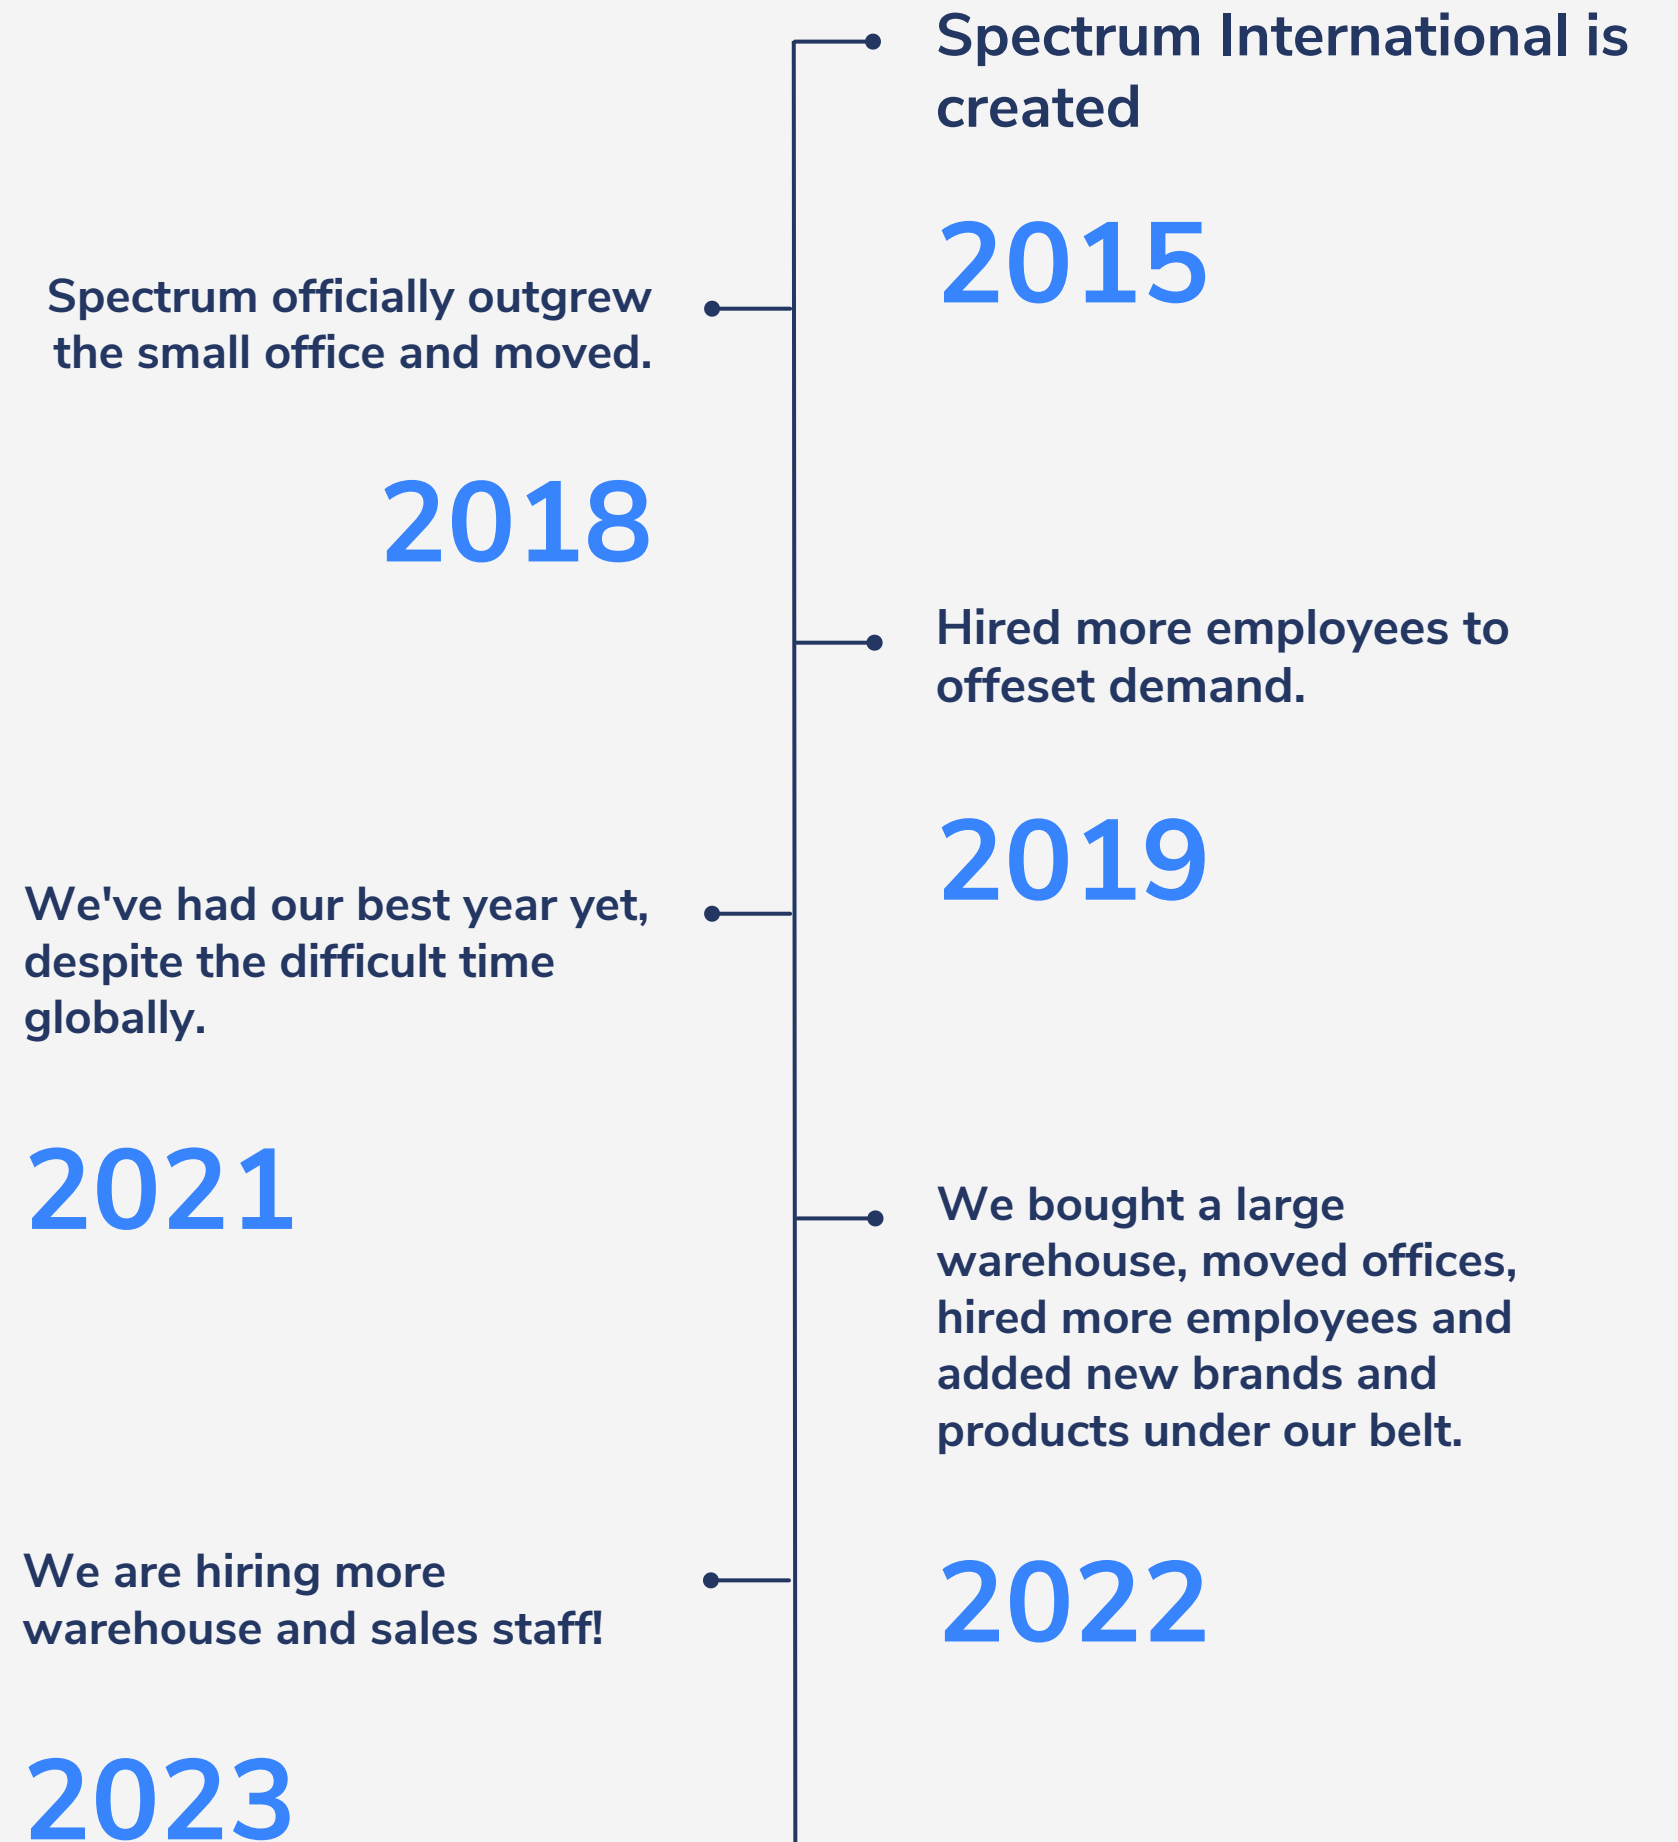 Spectrum International is
created
2015
Spectrum officially outgrew
the small office and moved.
2018
Hired more employees to
offeset demand.
2019
We've had our best year yet,
despite the difficult time
globally.
2021
We bought a large
warehouse, moved offices,
hired more employees and
added new brands and
products under our belt.
2022
We are hiring more
warehouse and sales staff!
2023